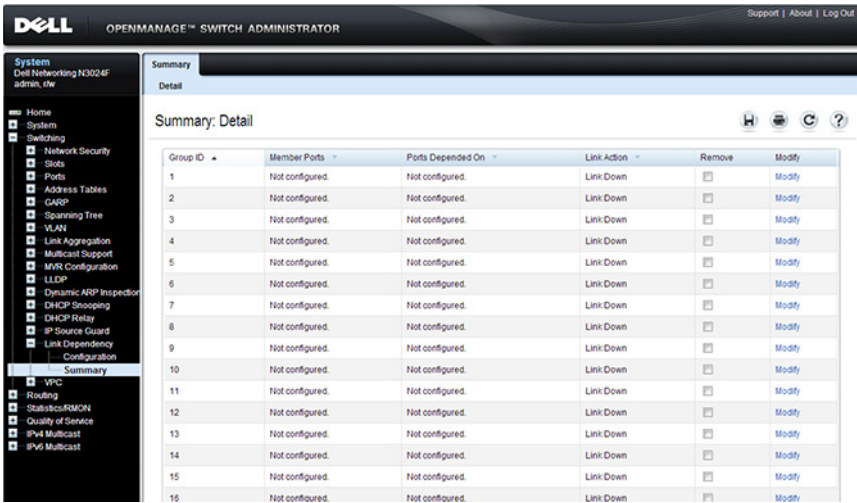 Support | About | Log Out
DELL OPENMANAGE™ SWITCH ADMINISTRATOR
System
Dell Networking N3024F
admin, r/w
Home
System
Switching
Network Security
Slots
Ports
Address Tables
GARP
Spanning Tree
VLAN
Link Aggregation
Multicast Support
MVR Configuration
LLDP
Dynamic ARP Inspection
DHCP Snooping
DHCP Relay
IP Source Guard
Link Dependency
Configuration
Summary
VPC
Routing
Statistics/RMON
Quality of Service
IPv4 Multicast
IPv6 Multicast
Summary
Detail
Summary: Detail
Group ID Member Ports Ports Depended On Link Action Remove Modify
1 Not configured. Not configured. Link Down Modify
2 Not configured. Not configured. Link Down Modify
3 Not configured. Not configured. Link Down Modify
4 Not configured. Not configured. Link Down Modify
5 Not configured. Not configured. Link Down Modify
6 Not configured. Not configured. Link Down Modify
7 Not configured. Not configured. Link Down Modify
8 Not configured. Not configured. Link Down Modify
9 Not configured. Not configured. Link Down Modify
10 Not configured. Not configured. Link Down Modify
11 Not configured. Not configured. Link Down Modify
12 Not configured. Not configured. Link Down Modify
13 Not configured. Not configured. Link Down Modify
14 Not configured. Not configured. Link Down Modify
15 Not configured. Not configured. Link Down Modify
16 Not configured. Not configured. Link Down Modify